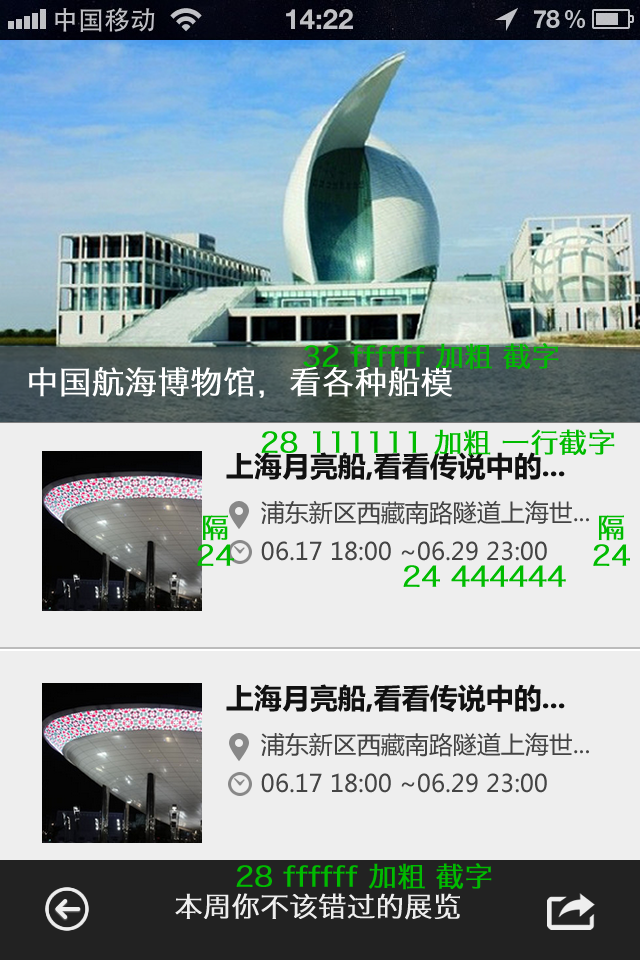 中国移动 14:22 78%
32 ffffff 加粗 截字
中国航海博物馆，看各种船模
28 111111 加粗 一行截字
上海月亮船,看看传说中的...
浦东新区西藏南路隧道上海世...
隔 隔
24 24
06.17 18:00 ~06.29 23:00
24 444444
上海月亮船,看看传说中的...
浦东新区西藏南路隧道上海世...
06.17 18:00 ~06.29 23:00
28 ffffff 加粗 截字
本周你不该错过的展览